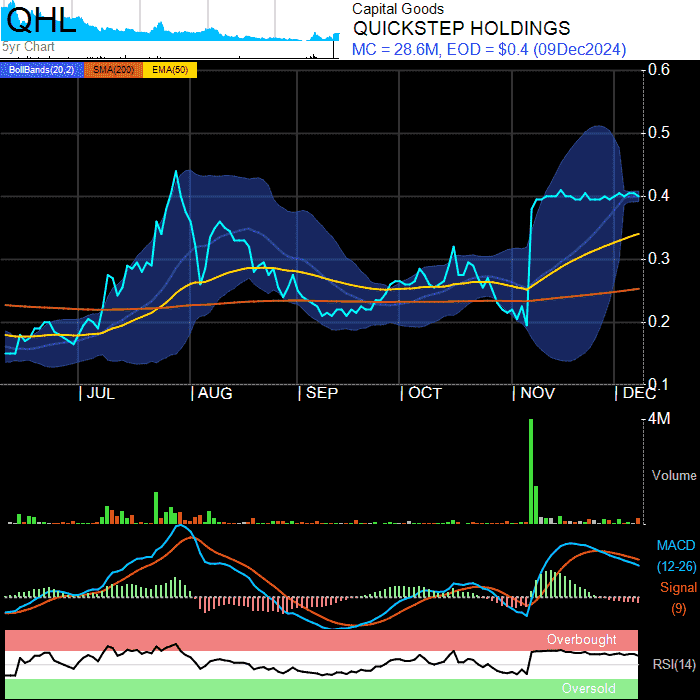 QHL
5yr Chart
Capital Goods
QUICKSTEP HOLDINGS
MC = 28.6M, EOD = $0.4 (09Dec2024)
BollBands(20,2) SMA(200) EMA(50)
0.6
0.5
0.4
0.3
0.2
0.1
JUL AUG SEP OCT NOV DEC
4M
Volume
MACD
(12-26)
Signal
(9)
Overbought
RSI(14)
Oversold